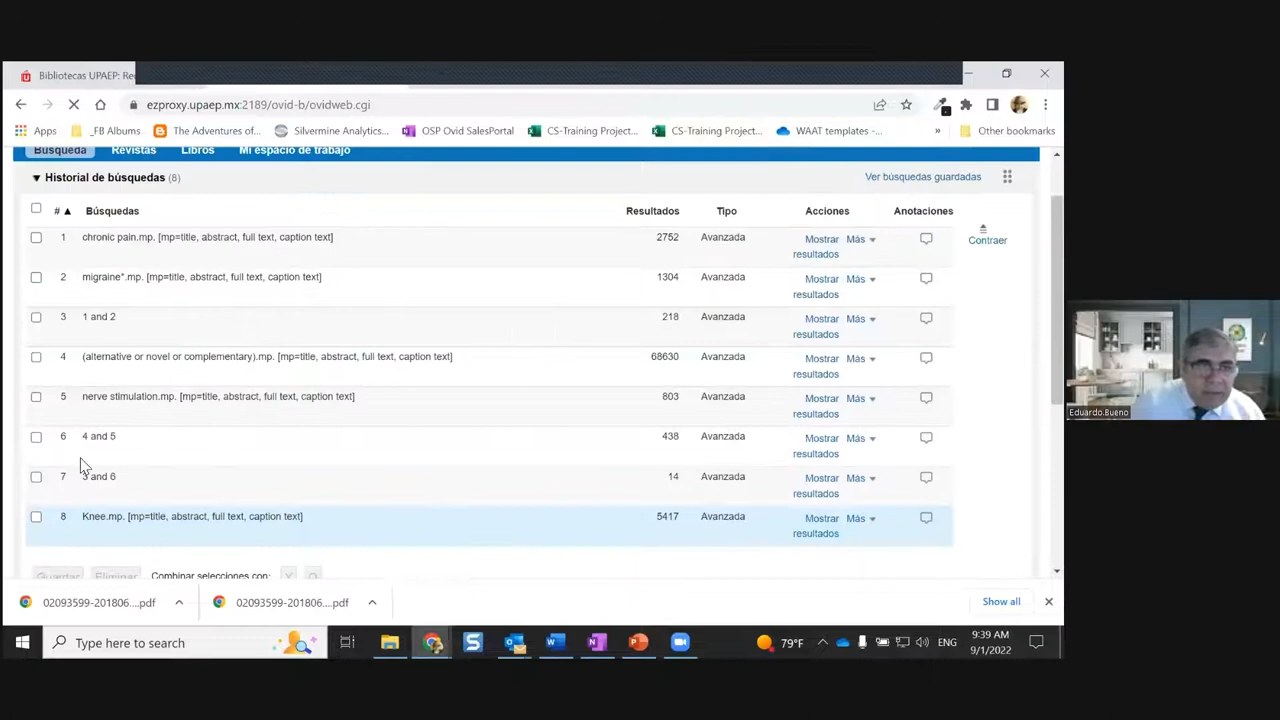 Bibliotecas UPAEP: Re
ezproxy.upaep.mx:2189/ovid-b/ovidweb.cgi
Apps _FB Albums The Adventures of... Silvermine Analytics... OSP Ovid SalesPortal CS-Training Project... CS-Training Project... WAAT templates -... » Other bookmarks
Búsqueda Revistas Libros Mi espacio de trabajo
▼ Historial de búsquedas (8) Ver búsquedas guardadas
# ▲ Búsquedas Resultados Tipo Acciones Anotaciones
Contraer
1 chronic pain.mp. [mp=title, abstract, full text, caption text] 2752 Avanzada Mostrar resultados Más
2 migraine*.mp. [mp=title, abstract, full text, caption text] 1304 Avanzada Mostrar resultados Más
3 1 and 2 218 Avanzada Mostrar resultados Más
4 (alternative or novel or complementary).mp. [mp=title, abstract, full text, caption text] 68630 Avanzada Mostrar resultados Más
5 nerve stimulation.mp. [mp=title, abstract, full text, caption text] 803 Avanzada Mostrar resultados Más
6 4 and 5 438 Avanzada Mostrar resultados Más
7 3 and 6 14 Avanzada Mostrar resultados Más
8 Knee.mp. [mp=title, abstract, full text, caption text] 5417 Avanzada Mostrar resultados Más
Guardar Eliminar Combinar selecciones con: Y O
02093599-201806....pdf 02093599-201806....pdf Show all
Type here to search 79°F ENG 9:39 AM
9/1/2022
Eduardo.Bueno